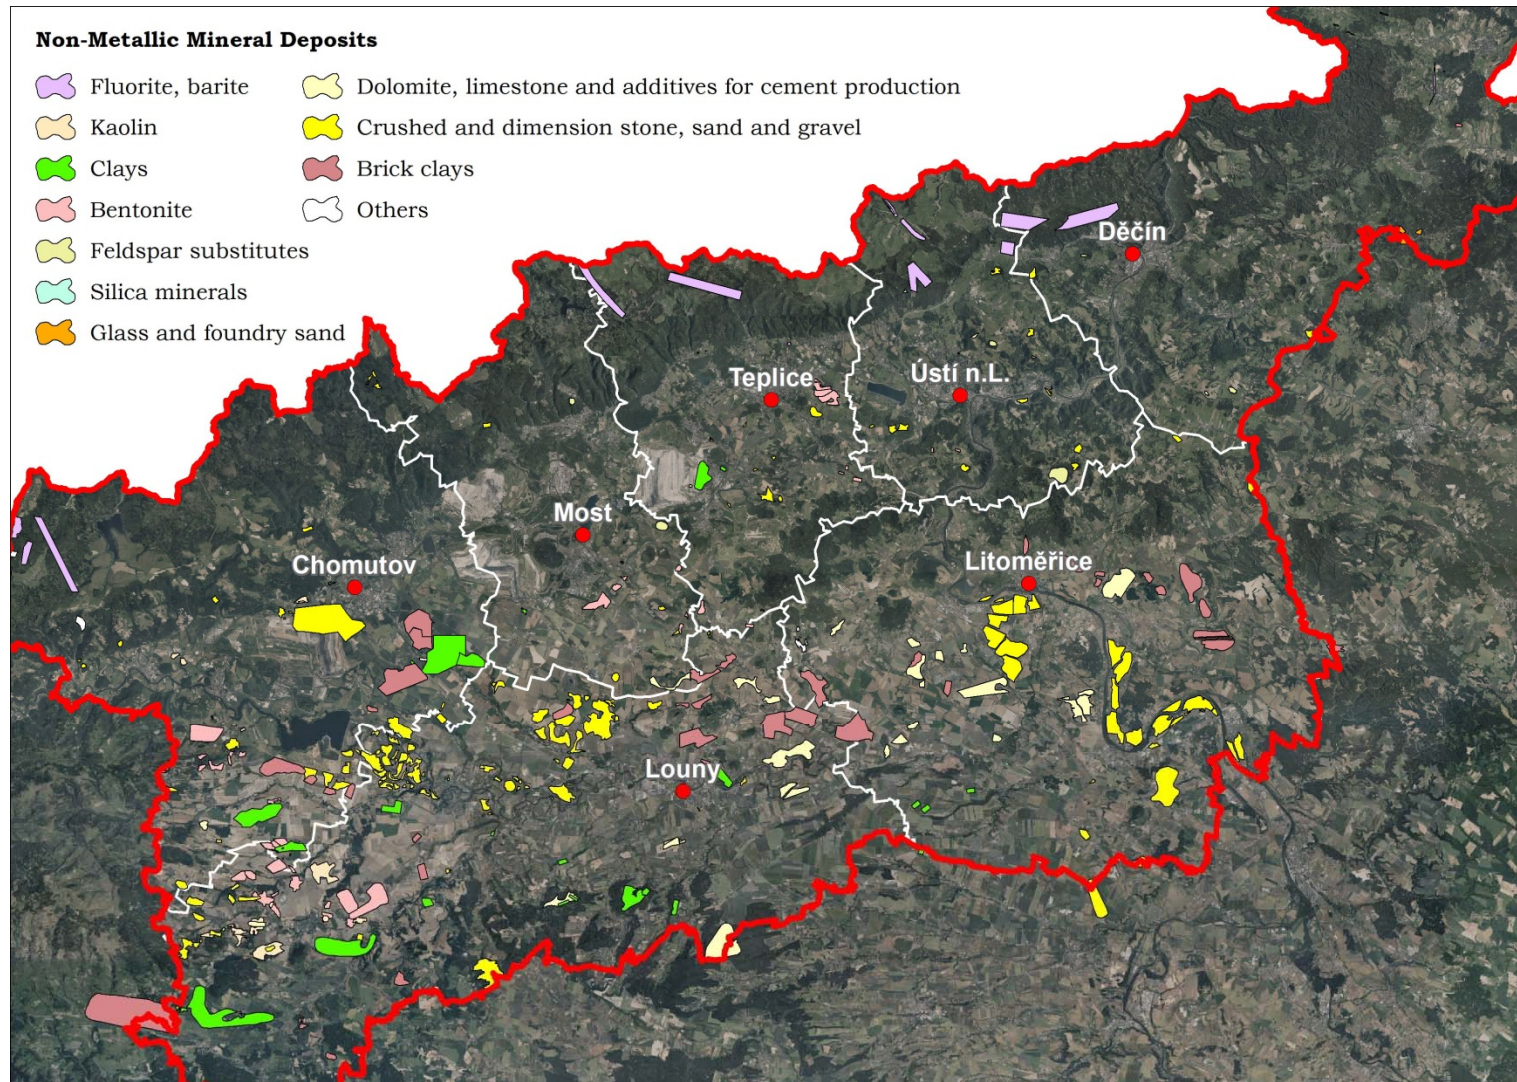 Non-Metallic Mineral Deposits
Fluorite, barite
Kaolin
Clays
Bentonite
Feldspar substitutes
Silica minerals
Glass and foundry sand
Dolomite, limestone and additives for cement production
Crushed and dimension stone, sand and gravel
Brick clays
Others
Děčín
Teplice
Ústí n.L.
Most
Chomutov
Litoměřice
Louny